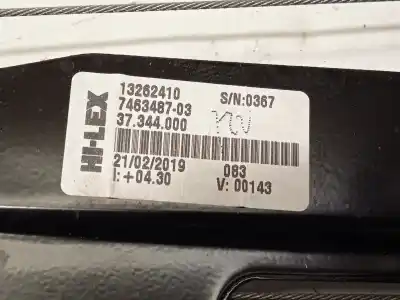 HI-LEX
13262410 S/N:0367
7463487-03
37.344.000
21/02/2019 083
I:+04.30 V: 00143